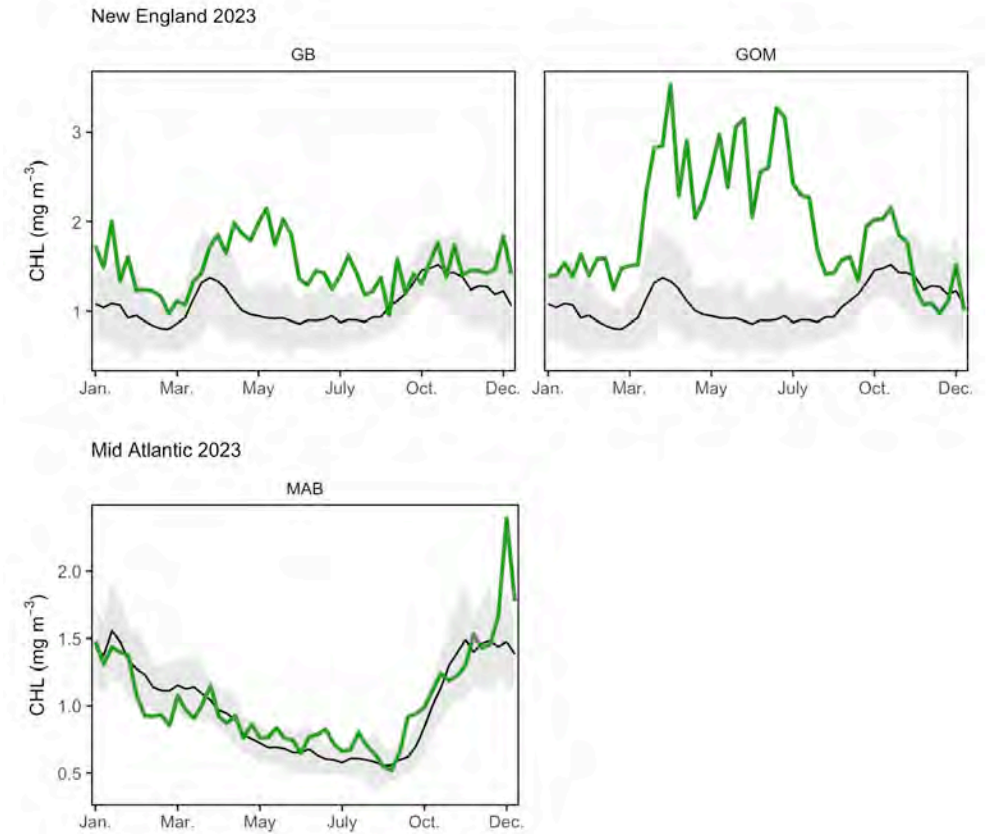 New England 2023
GB
GOM
CHL (mg m⁻³)
3
2
1
Jan. Mar. May July Oct. Dec.
Jan. Mar. May July Oct. Dec.
Mid Atlantic 2023
MAB
CHL (mg m⁻³)
2.0
1.5
1.0
0.5
Jan. Mar. May July Oct. Dec.